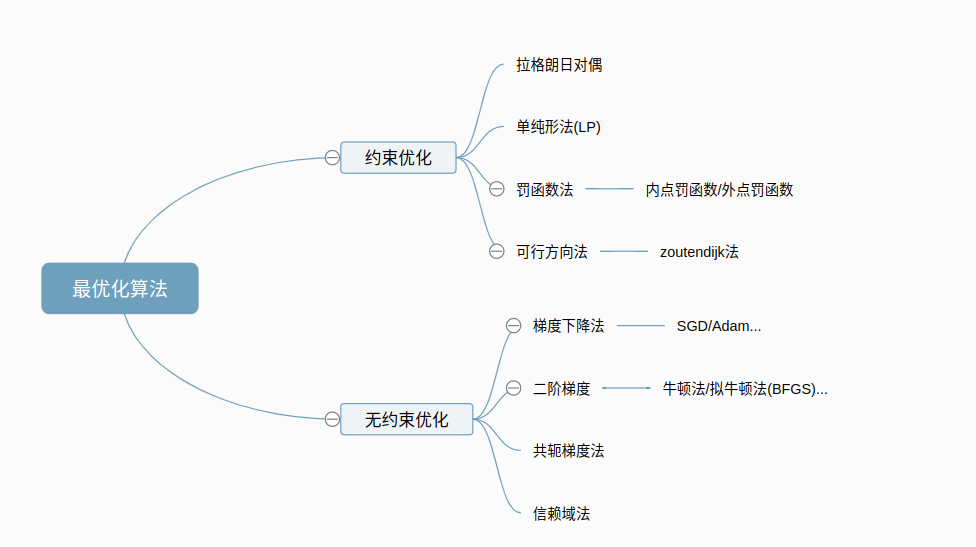 最优化算法
约束优化
拉格朗日对偶
单纯形法(LP)
罚函数法
内点罚函数/外点罚函数
可行方向法
zoutendijk法
无约束优化
梯度下降法
SGD/Adam...
二阶梯度
牛顿法/拟牛顿法(BFGS)...
共轭梯度法
信赖域法